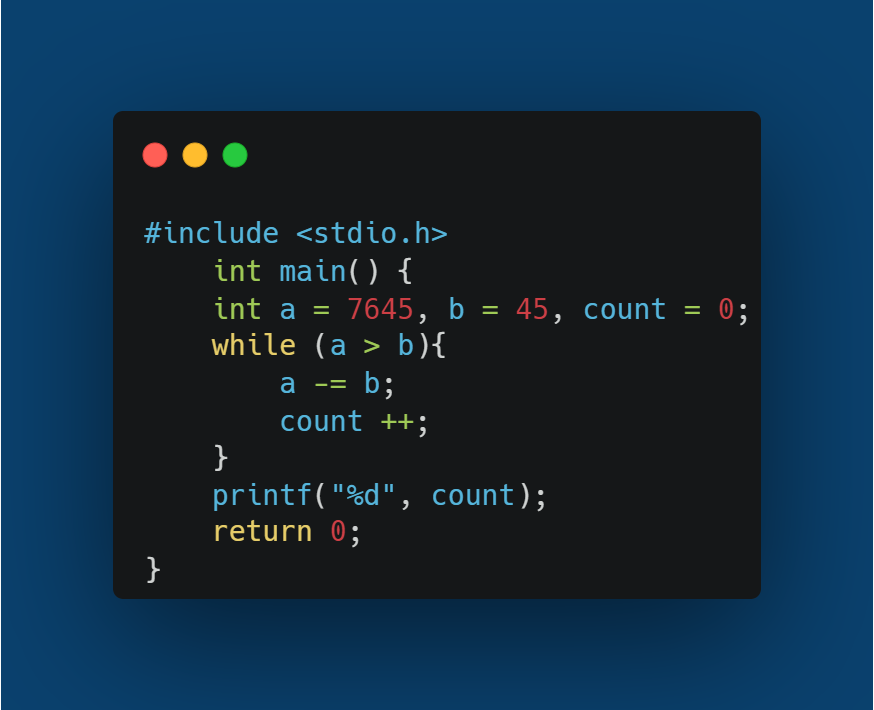 #include <stdio.h>
    int main() {
    int a = 7645, b = 45, count = 0;
    while (a > b){
        a -= b;
        count ++;
    }
    printf("%d", count);
    return 0;
}